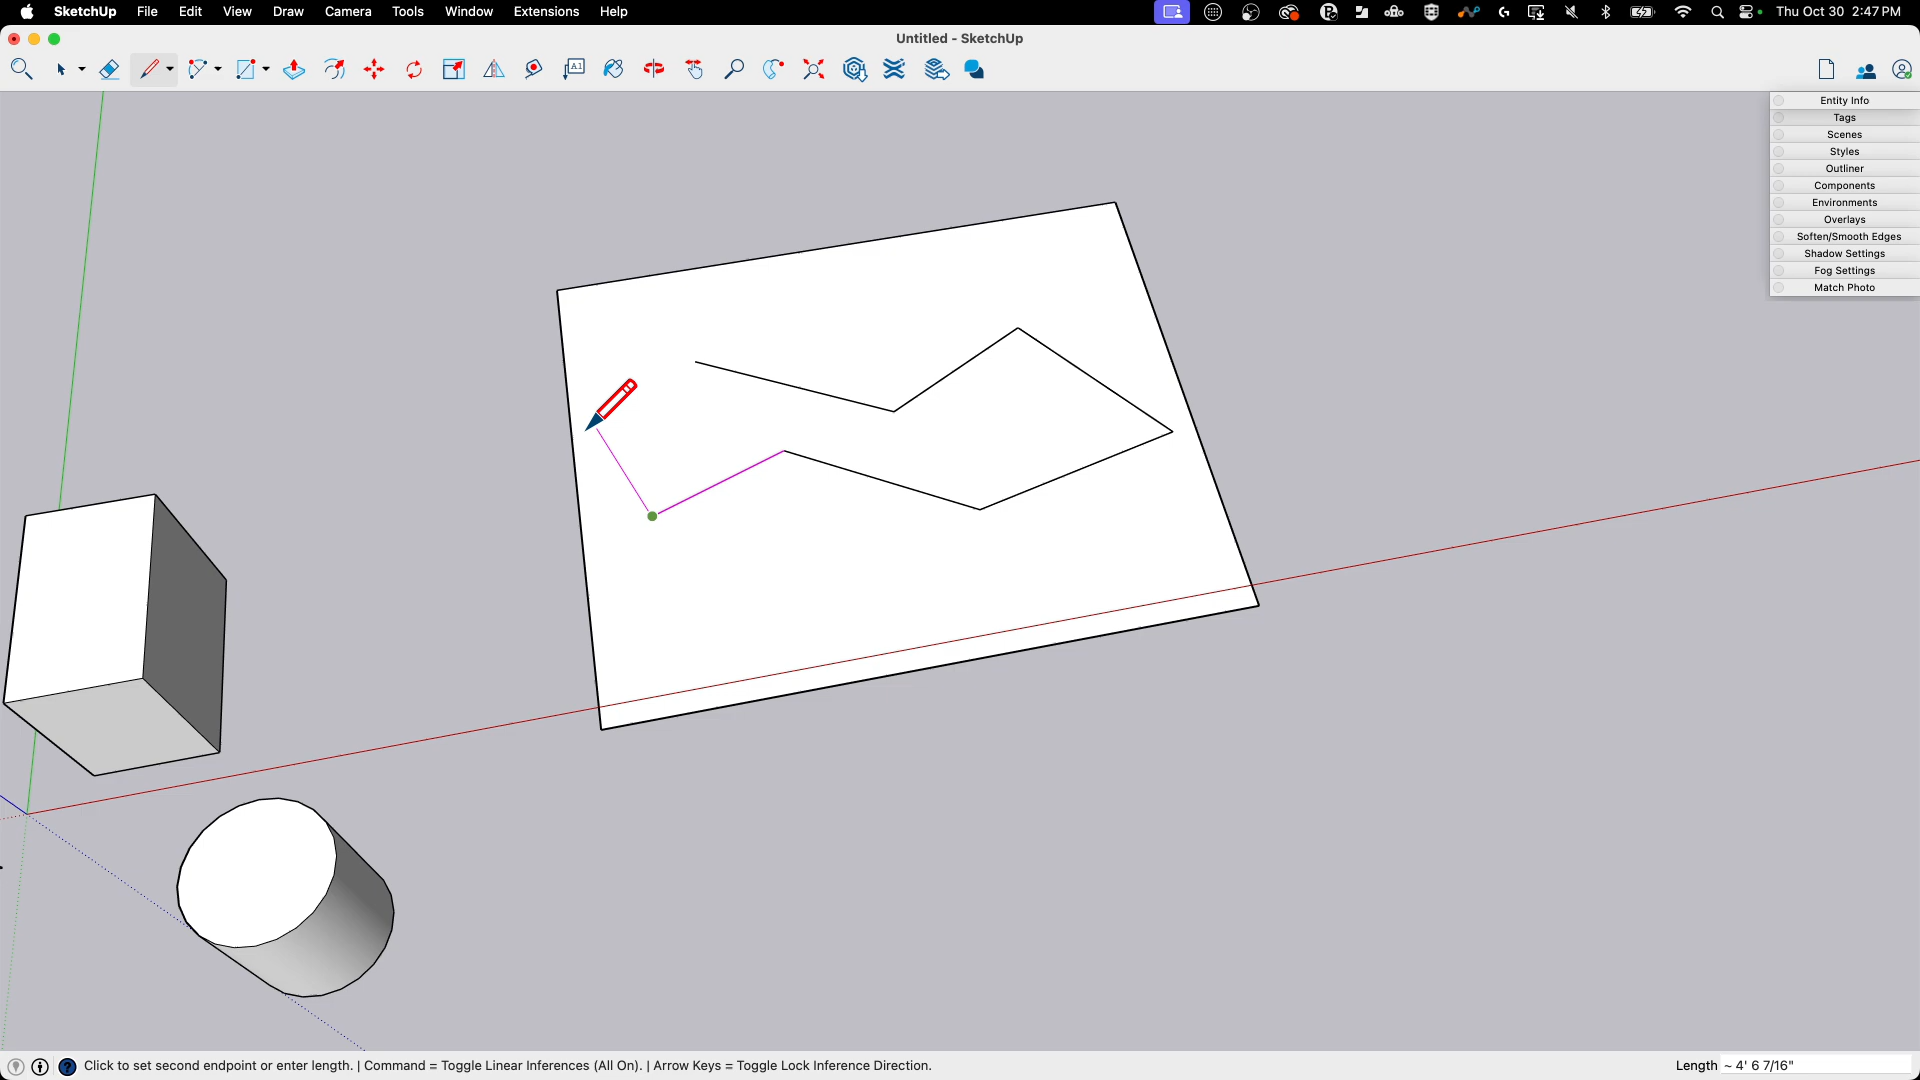 SketchUp File Edit View Draw Camera Tools Window Extensions Help Thu Oct 30 2:47 PM
Untitled - SketchUp
A1
Entity Info
Tags
Scenes
Styles
Outliner
Components
Environments
Overlays
Soften/Smooth Edges
Shadow Settings
Fog Settings
Match Photo
Click to set second endpoint or enter length. | Command = Toggle Linear Inferences (All On). | Arrow Keys = Toggle Lock Inference Direction. Length ~ 4' 6 7/16"